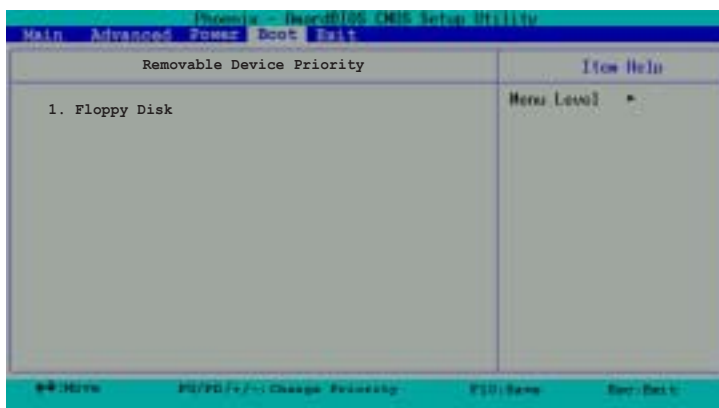 Phoenix - AwardBIOS CMOS Setup Utility
Main Advanced Power Boot Exit
Removable Device Priority
Item Help
1. Floppy Disk
Menu Level ▸
:Move PU/PD/+/-:Change Priority F10:Save Esc:Exit